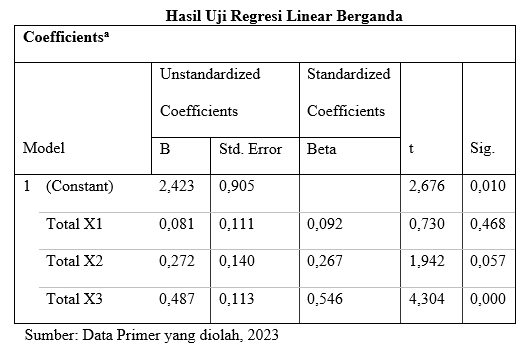 Hasil Uji Regresi Linear Berganda
Coefficientsᵃ
Unstandardized Coefficients Standardized Coefficients
Model B Std. Error Beta t Sig.
1 (Constant) 2,423 0,905 2,676 0,010
Total X1 0,081 0,111 0,092 0,730 0,468
Total X2 0,272 0,140 0,267 1,942 0,057
Total X3 0,487 0,113 0,546 4,304 0,000
Sumber: Data Primer yang diolah, 2023